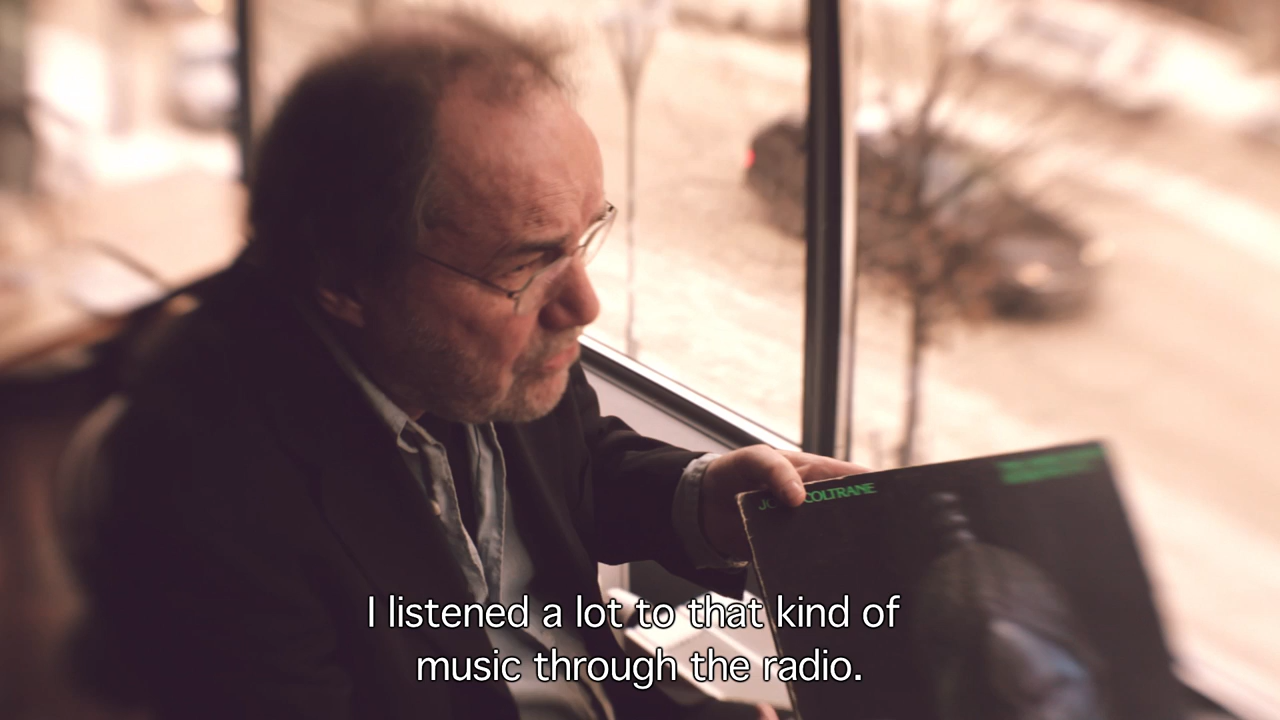 COLTRANE
I listened a lot to that kind of
music through the radio.